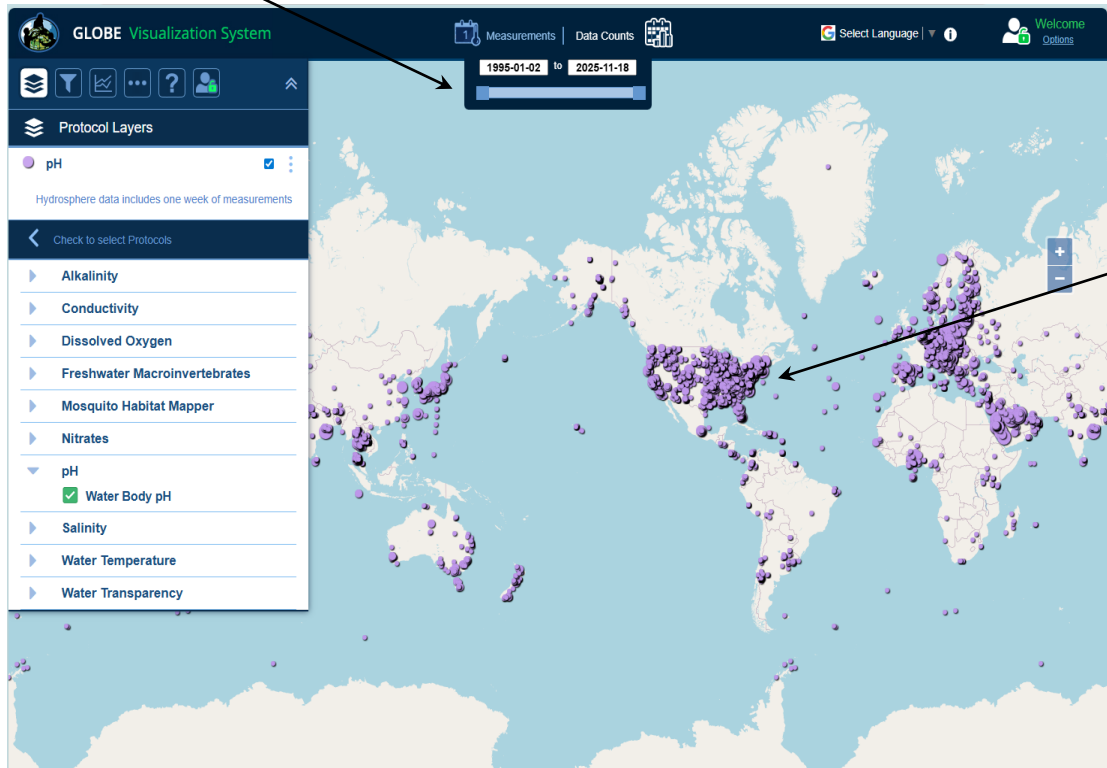 GLOBE Visualization System
1 Measurements | Data Counts
G Select Language | ▼ i
Welcome
Options
1995-01-02 to 2025-11-18
?
Protocol Layers
pH
Hydrosphere data includes one week of measurements
Check to select Protocols
Alkalinity
Conductivity
Dissolved Oxygen
Freshwater Macroinvertebrates
Mosquito Habitat Mapper
Nitrates
pH
Water Body pH
Salinity
Water Temperature
Water Transparency
+
−